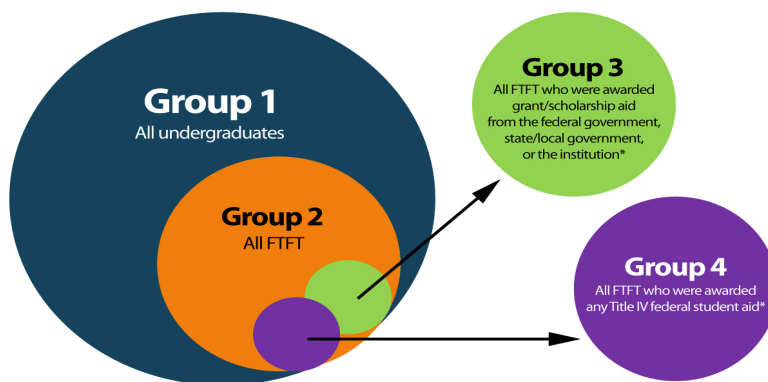 Group 1
All undergraduates
Group 2
All FTFT
Group 3
All FTFT who were awarded
grant/scholarship aid
from the federal government,
state/local government,
or the institution*
Group 4
All FTFT who were awarded
any Title IV federal student aid*